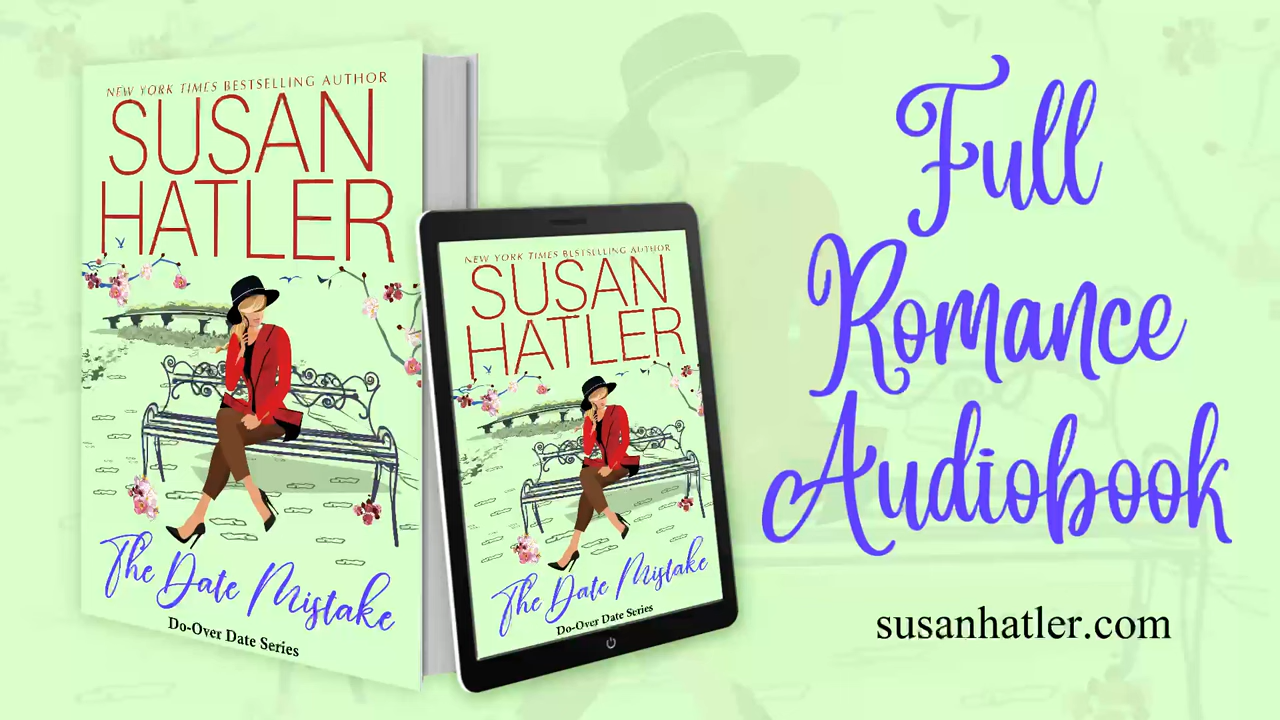 NEW YORK TIMES BESTSELLING AUTHOR
SUSAN
HATLER
The Date Mistake
Do-Over Date Series
NEW YORK TIMES BESTSELLING AUTHOR
SUSAN
HATLER
The Date Mistake
Do-Over Date Series
Full
Romance
Audiobook
susanhatler.com